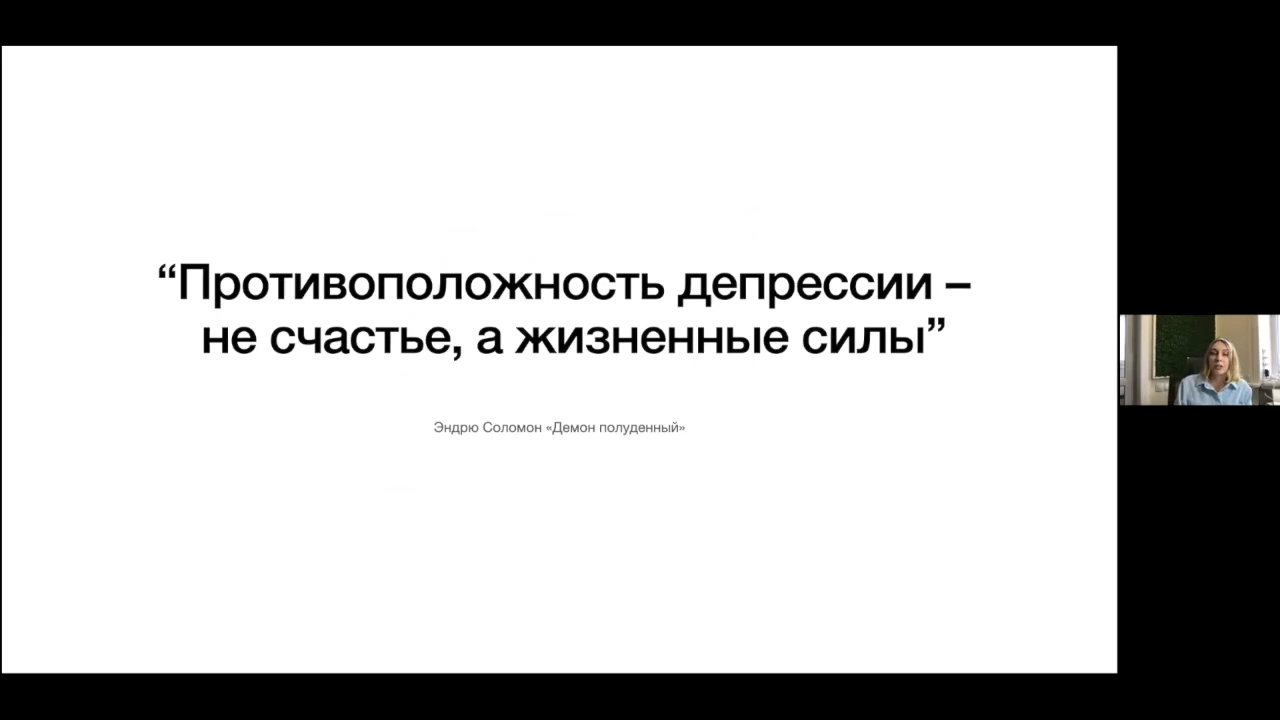 “Противоположность депрессии –
не счастье, а жизненные силы”
Эндрю Соломон «Демон полуденный»